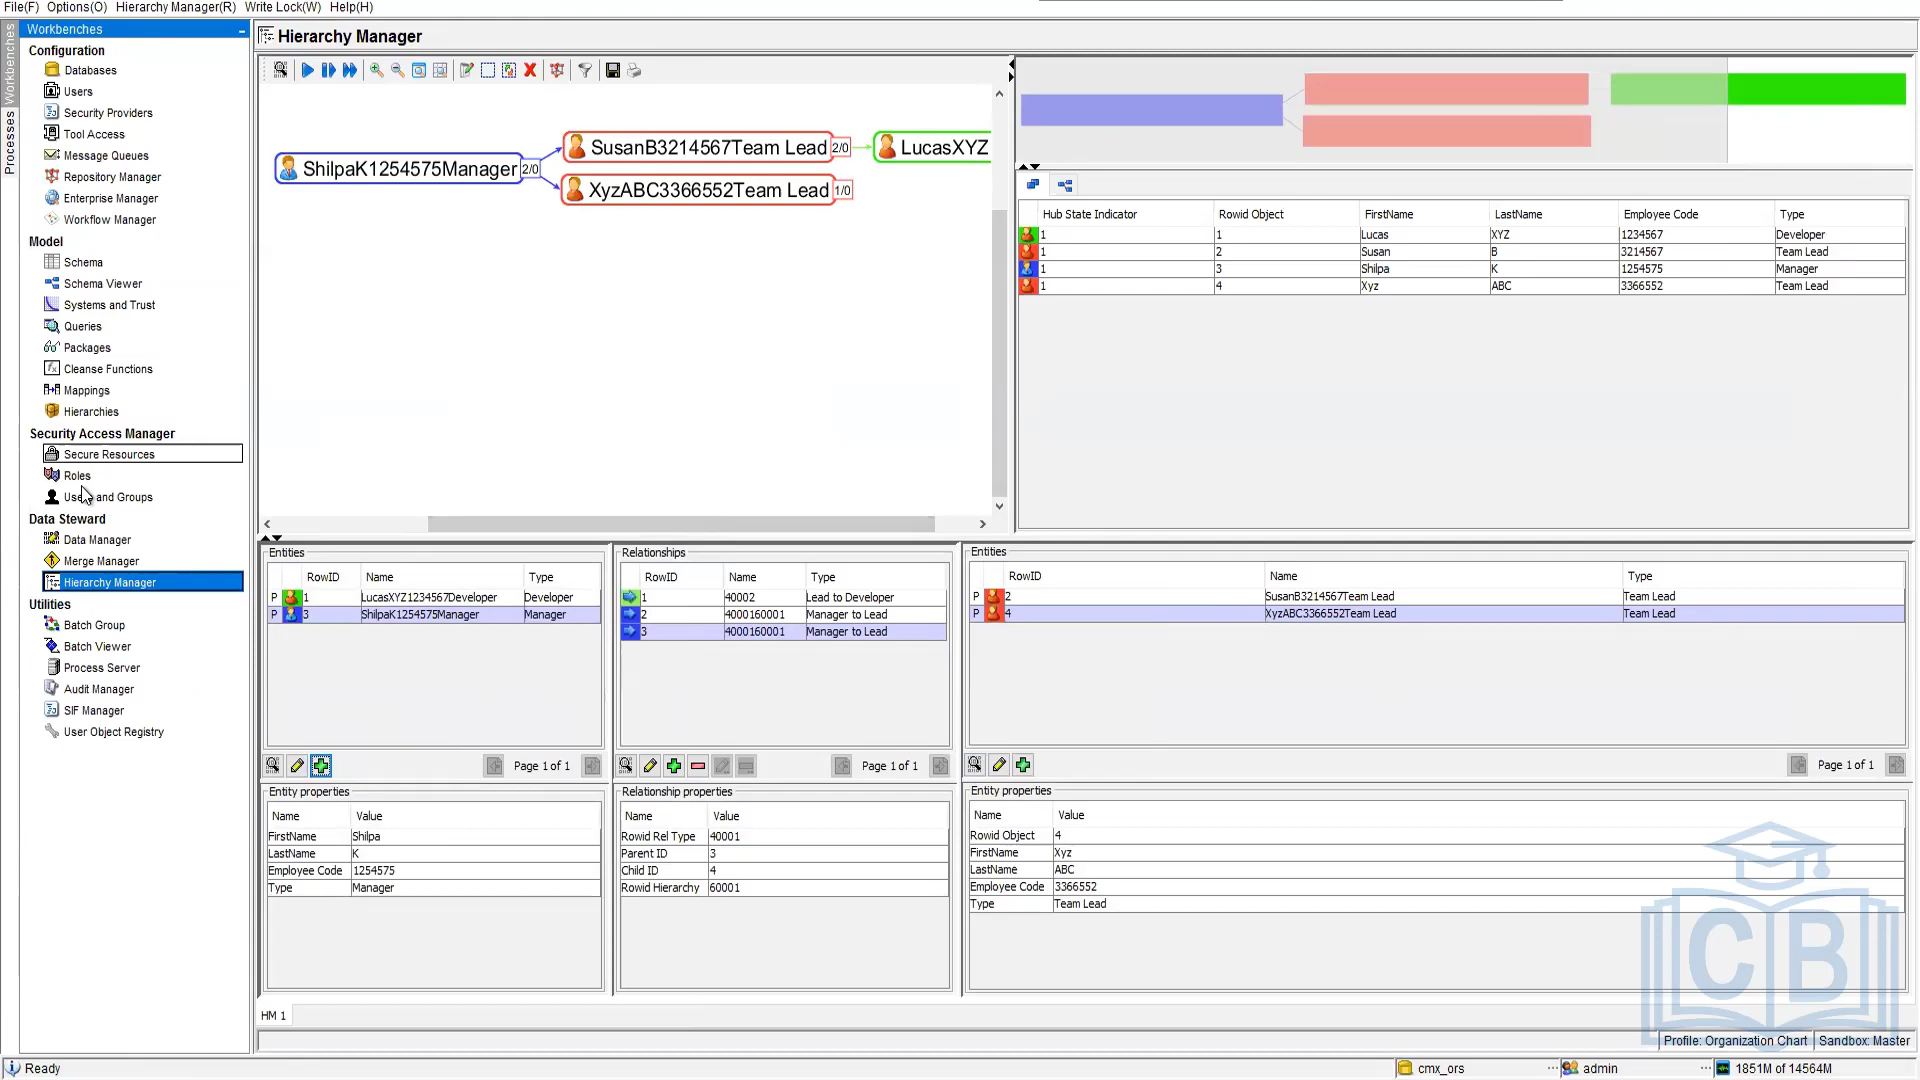 File(F) Options(O) Hierarchy Manager(R) Write Lock(W) Help(H)
Workbenches
Processes
Workbenches
Configuration
Databases
Users
Security Providers
Tool Access
Message Queues
Repository Manager
Enterprise Manager
Workflow Manager
Model
Schema
Schema Viewer
Systems and Trust
Queries
Packages
Cleanse Functions
Mappings
Hierarchies
Security Access Manager
Secure Resources
Roles
Users and Groups
Data Steward
Data Manager
Merge Manager
Hierarchy Manager
Utilities
Batch Group
Batch Viewer
Process Server
Audit Manager
SIF Manager
User Object Registry
Hierarchy Manager
ShilpaK1254575Manager 2/0
SusanB3214567Team Lead 2/0
LucasXYZ
XyzABC3366552Team Lead 1/0
Hub State Indicator Rowid Object FirstName LastName Employee Code Type
1 1 Lucas XYZ 1234567 Developer
1 2 Susan B 3214567 Team Lead
1 3 Shilpa K 1254575 Manager
1 4 Xyz ABC 3366552 Team Lead
Entities
RowID Name Type
P 1 LucasXYZ1234567Developer Developer
P 3 ShilpaK1254575Manager Manager
Page 1 of 1
Entity properties
Name Value
FirstName Shilpa
LastName K
Employee Code 1254575
Type Manager
Relationships
RowID Name Type
1 40002 Lead to Developer
2 4000160001 Manager to Lead
3 4000160001 Manager to Lead
Page 1 of 1
Relationship properties
Name Value
Rowid Rel Type 40001
Parent ID 3
Child ID 4
Rowid Hierarchy 60001
Entities
RowID Name Type
P 2 SusanB3214567Team Lead Team Lead
P 4 XyzABC3366552Team Lead Team Lead
Page 1 of 1
Entity properties
Name Value
Rowid Object 4
FirstName Xyz
LastName ABC
Employee Code 3366552
Type Team Lead
CB
HM 1
Profile: Organization Chart Sandbox: Master
Ready cmx_ors admin 1851M of 14564M